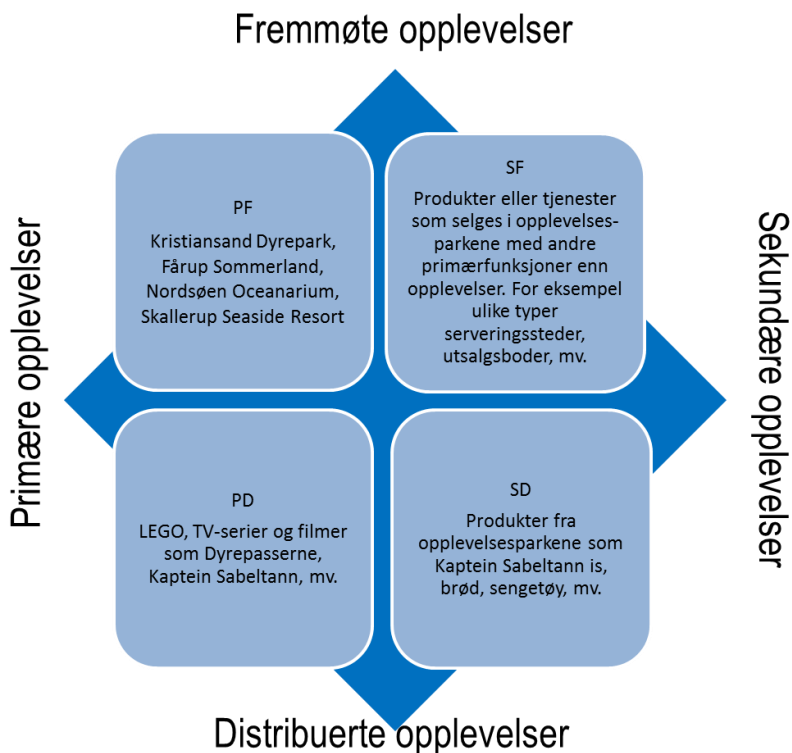 Fremmøte opplevelser
Primære opplevelser
PF
Kristiansand Dyrepark,
Fårup Sommerland,
Nordsøen Oceanarium,
Skallerup Seaside Resort
SF
Produkter eller tjenester
som selges i opplevelses-
parkene med andre
primærfunksjoner enn
opplevelser. For eksempel
ulike typer
serveringssteder,
utsalgsboder, mv.
Sekundære opplevelser
PD
LEGO, TV-serier og filmer
som Dyrepasserne,
Kaptein Sabeltann, mv.
SD
Produkter fra
opplevelsesparkene som
Kaptein Sabeltann is,
brød, sengetøy, mv.
Distribuerte opplevelser